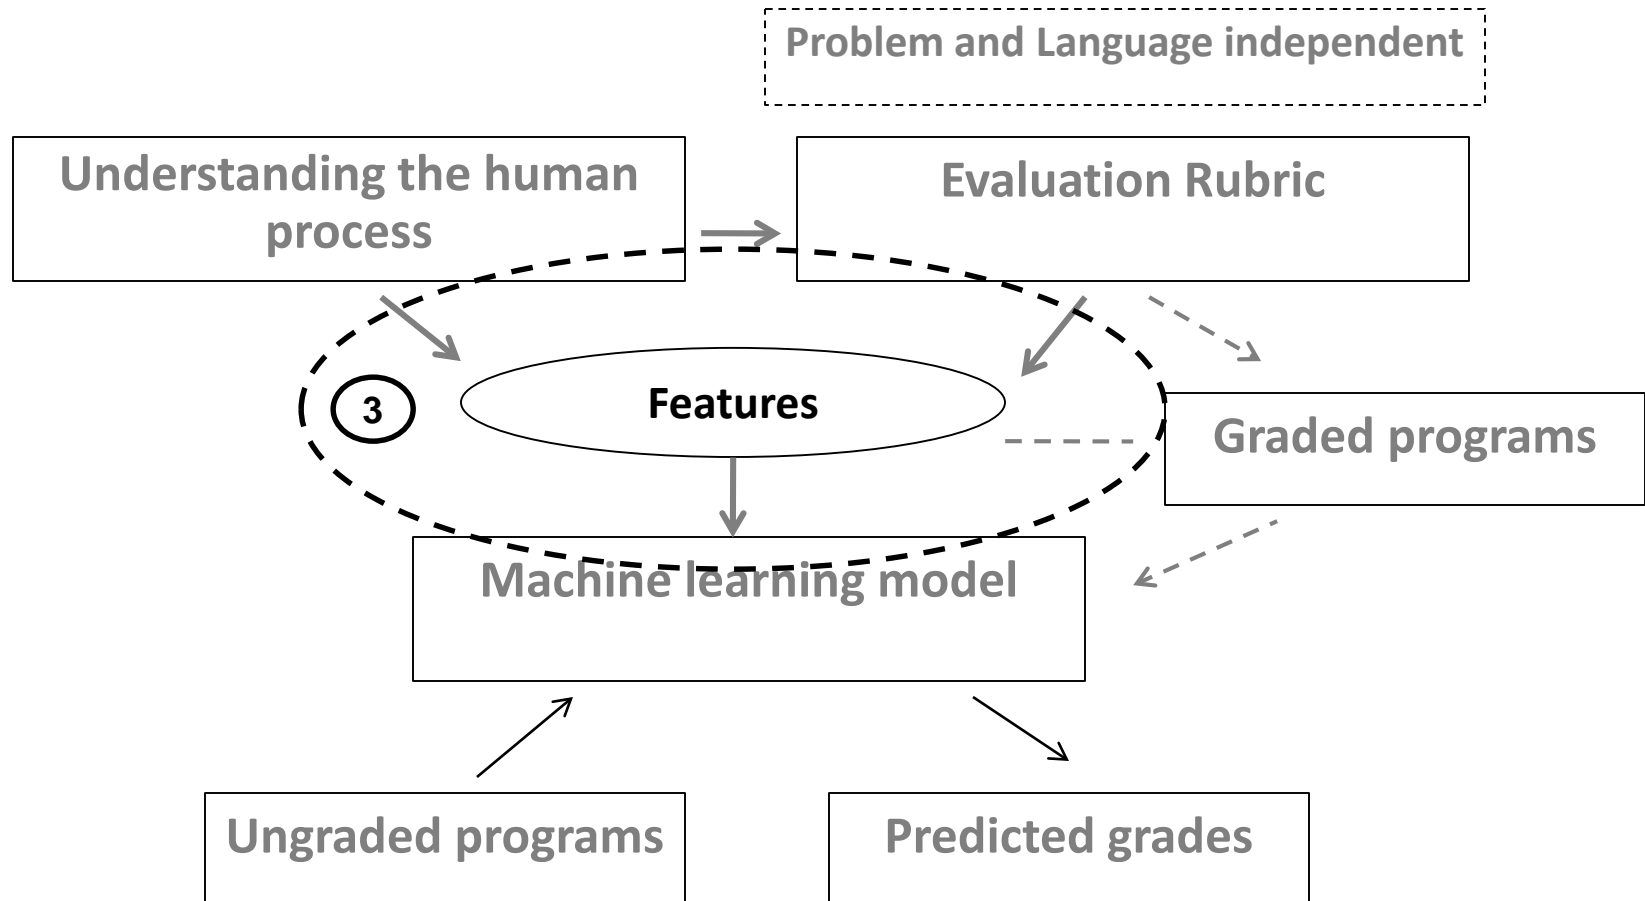 Problem and Language independent
Understanding the human
process
Evaluation Rubric
3
Features
Graded programs
Machine learning model
Ungraded programs
Predicted grades